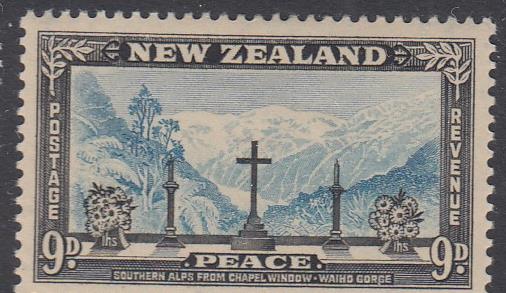 NEW ZEALAND
POSTAGE
REVENUE
Ihs
Ihs
9D.
·PEACE·
9D.
SOUTHERN ALPS FROM CHAPEL WINDOW - WAIHO GORGE